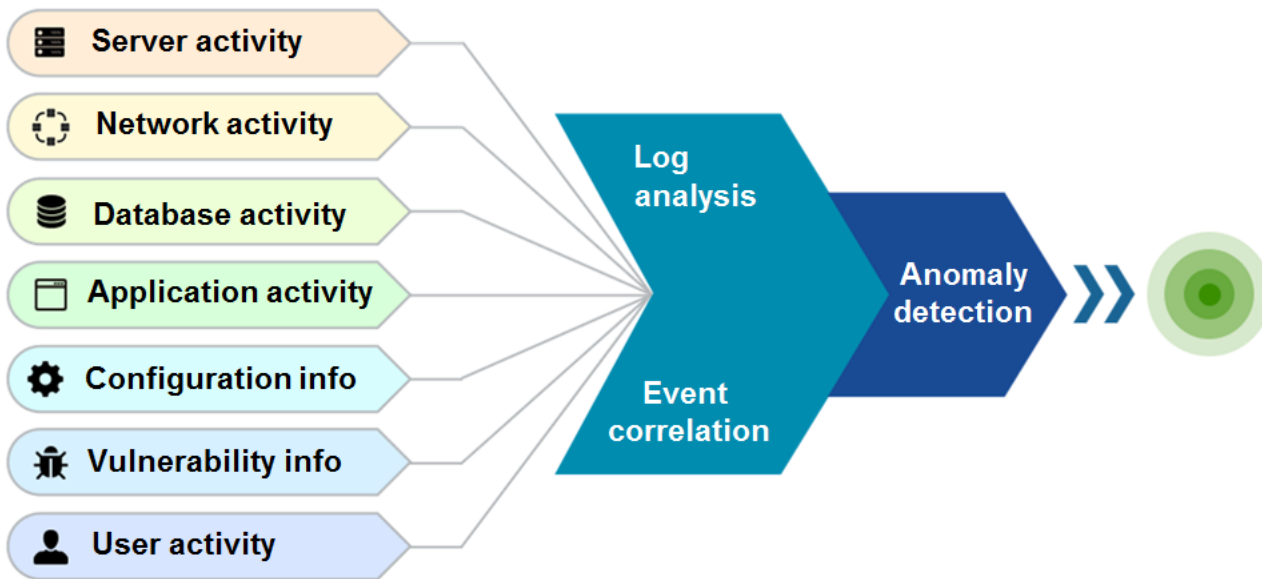 Server activity
Network activity
Database activity
Application activity
Configuration info
Vulnerability info
User activity
Log
analysis
Event
correlation
Anomaly
detection